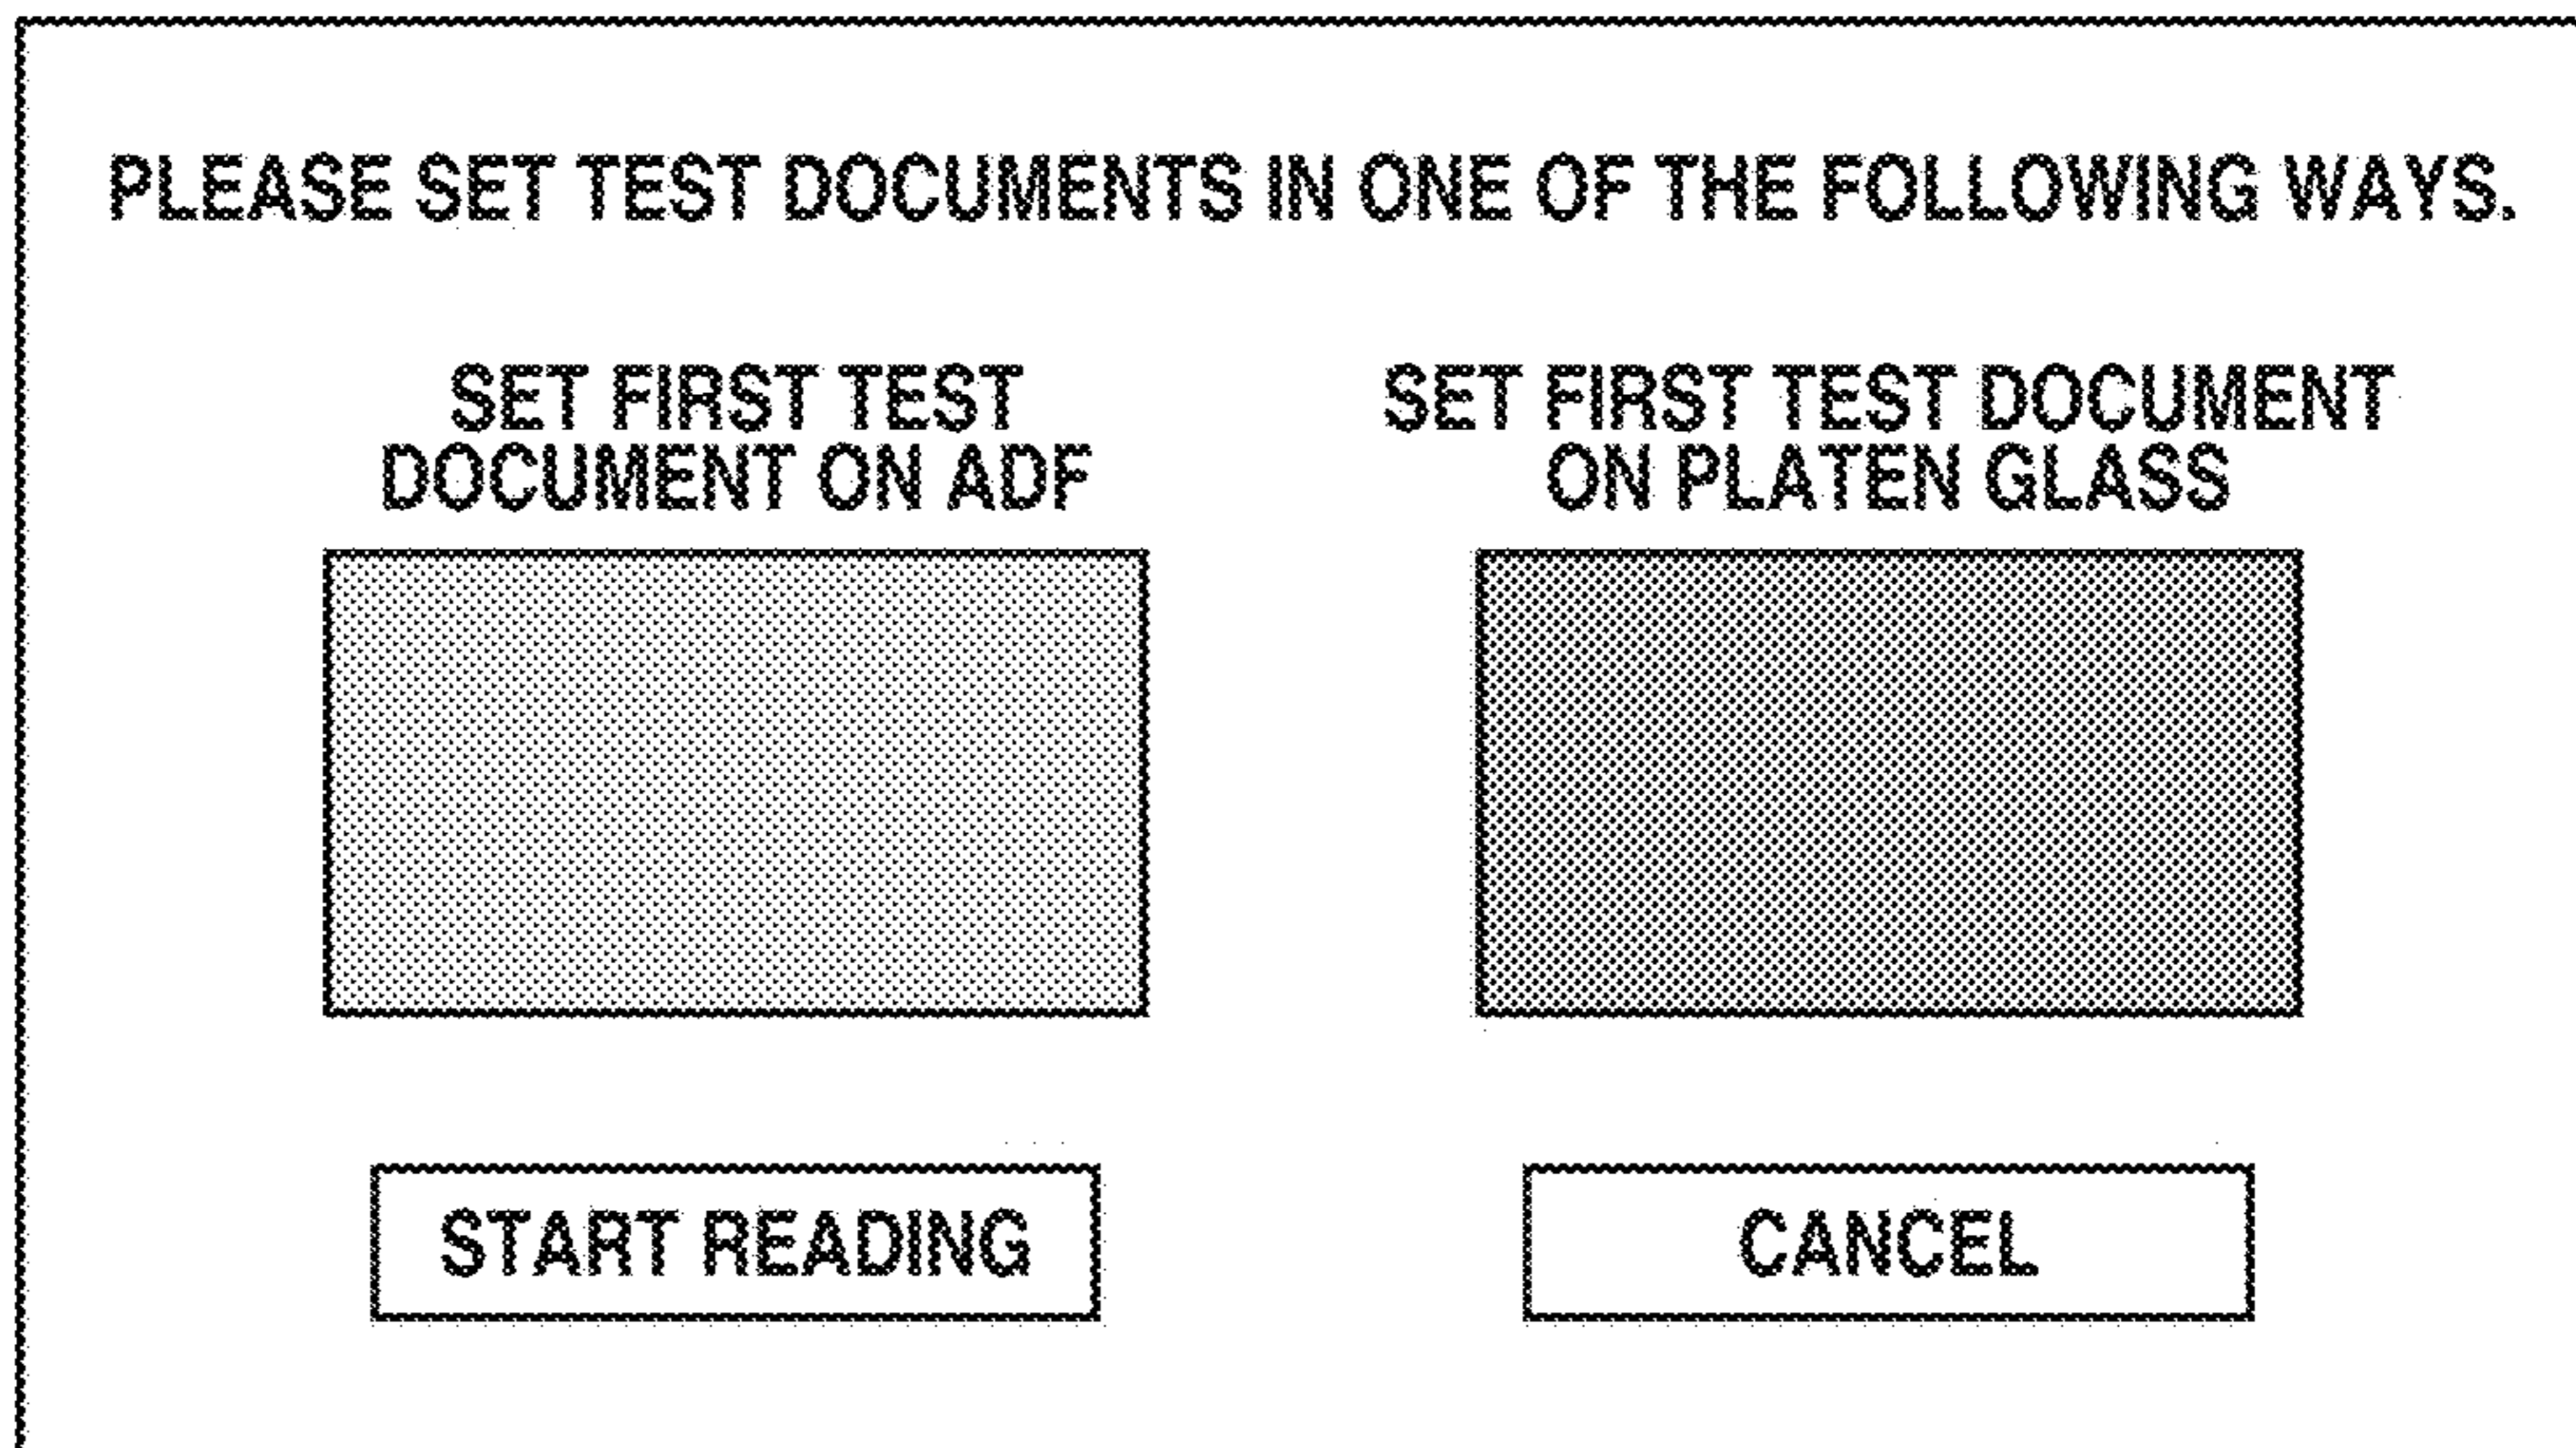 PLEASE SET TEST DOCUMENTS IN ONE OF THE FOLLOWING WAYS.
SET FIRST TEST
DOCUMENT ON ADF
SET FIRST TEST DOCUMENT
ON PLATEN GLASS
START READING
CANCEL